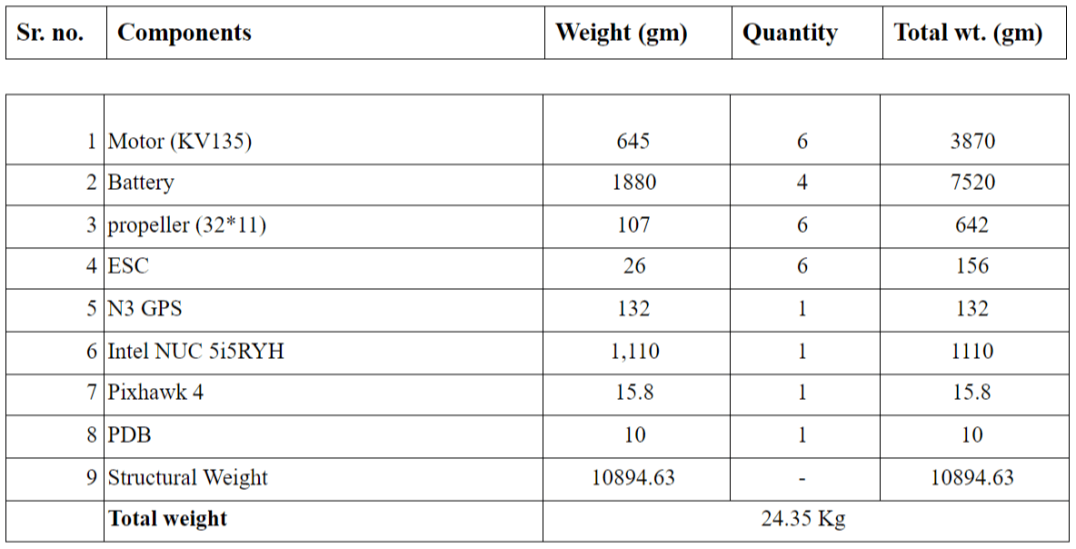 Sr. no. Components Weight (gm) Quantity Total wt. (gm)
1 Motor (KV135) 645 6 3870
2 Battery 1880 4 7520
3 propeller (32*11) 107 6 642
4 ESC 26 6 156
5 N3 GPS 132 1 132
6 Intel NUC 5i5RYH 1,110 1 1110
7 Pixhawk 4 15.8 1 15.8
8 PDB 10 1 10
9 Structural Weight 10894.63 - 10894.63
Total weight 24.35 Kg